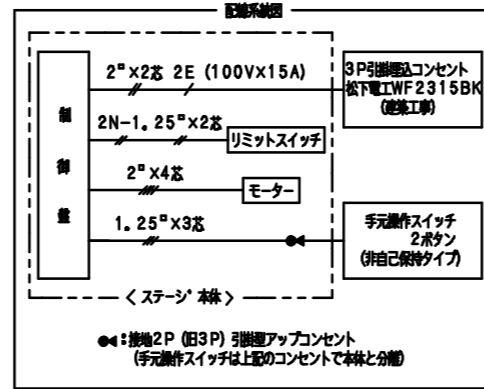 配線系統図
制
御
盤
2□×2芯 2E (100V×15A)
3P引掛埋込コンセント
松下電工WF2315BK
(建築工事)
2N-1.25□×2芯
リミットスイッチ
2□×4芯
モーター
1.25□×3芯
手元操作スイッチ
2ボタン
(非自己保持タイプ)
〈 ステージ本体 〉
:接地2P (旧3P) 引掛型アップコンセント
(手元操作スイッチは上記のコンセントで本体と分離)